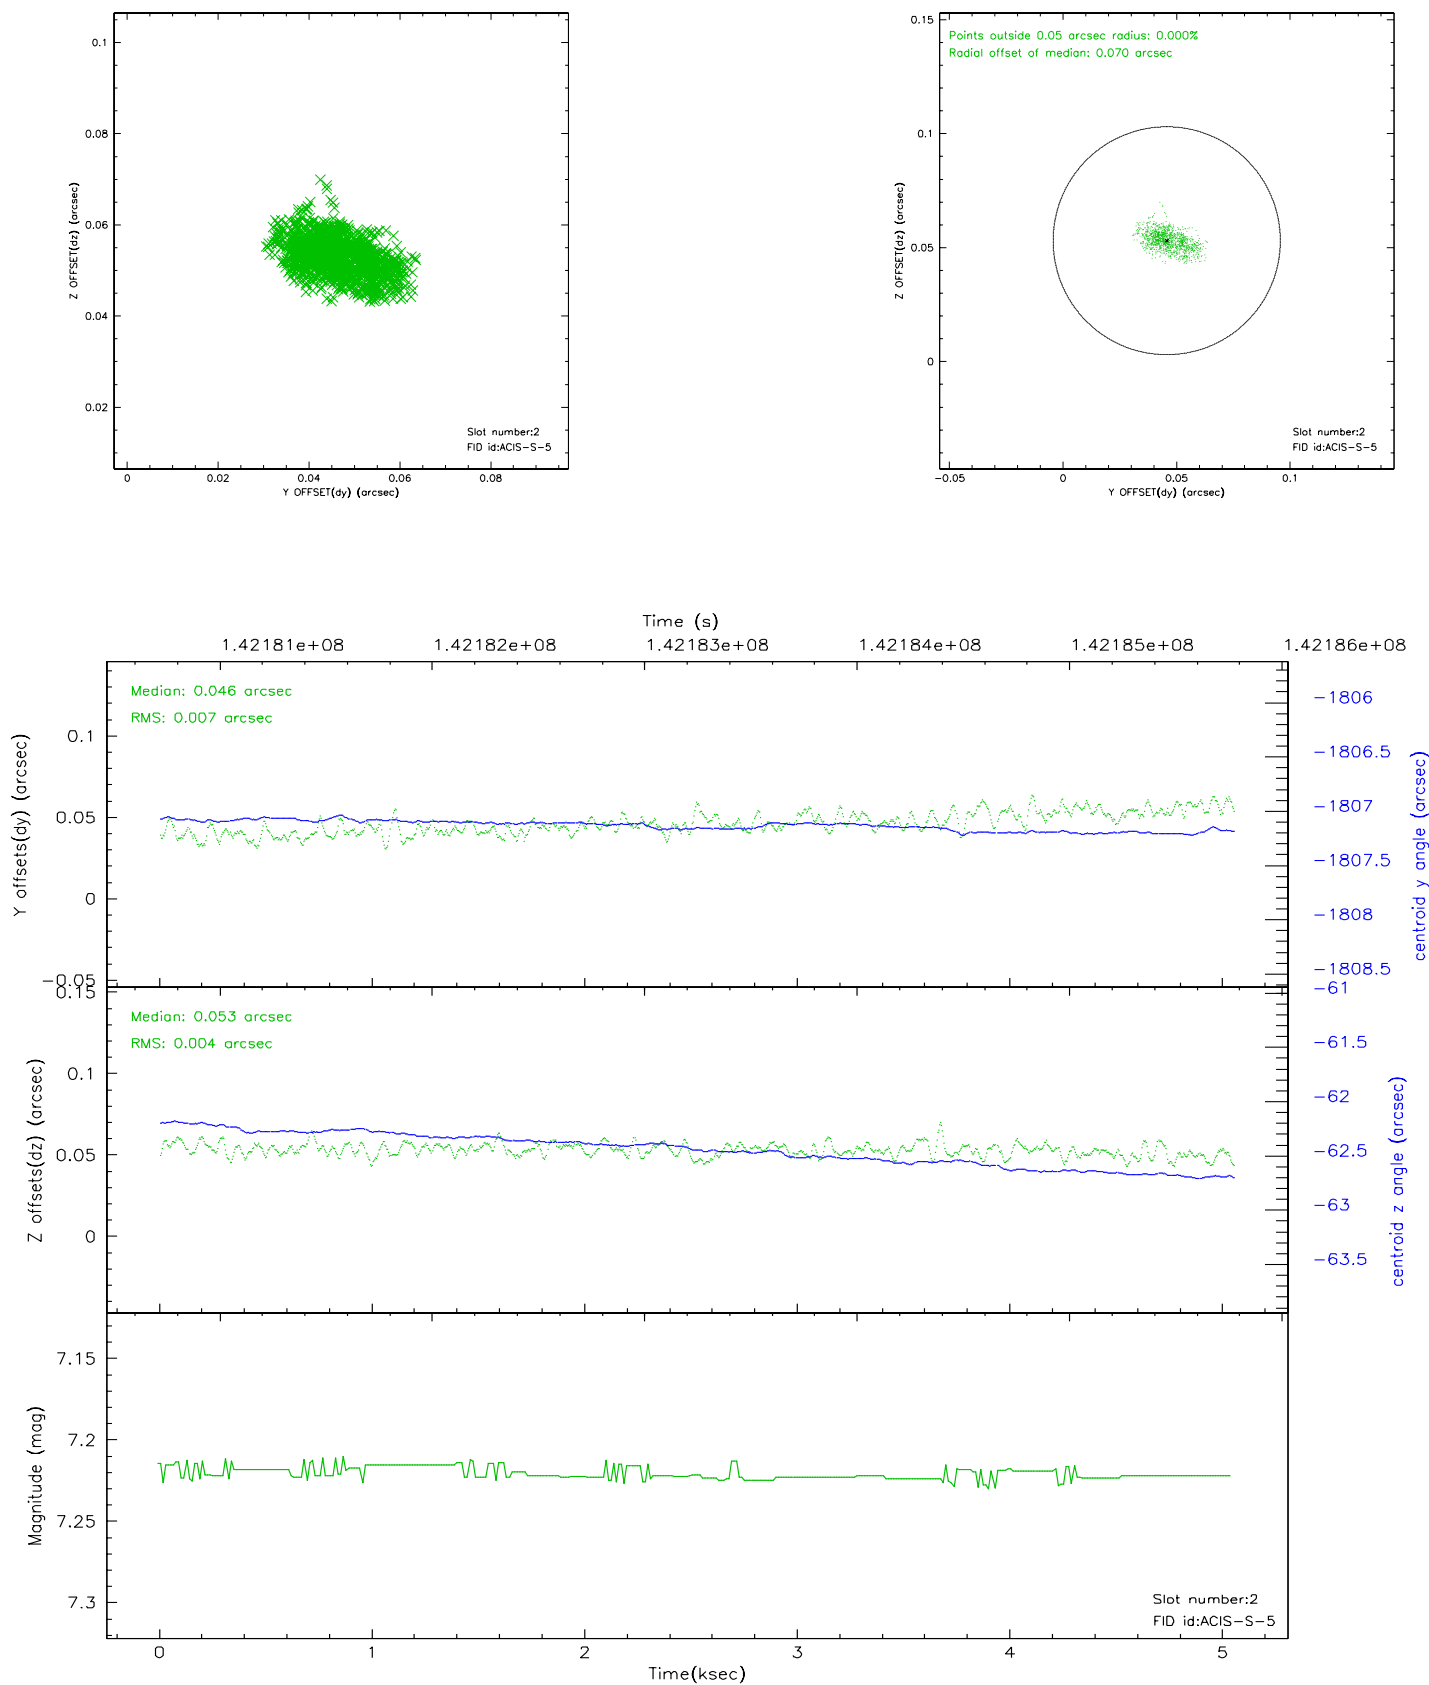 0.1
0.08
0.06
0.04
0.02
Z OFFSET(dz) (arcsec)
Slot number:2
FID id:ACIS-S-5
0
0.02
0.04
0.06
0.08
Y OFFSET(dy) (arcsec)
0.15
0.1
0.05
0
Z OFFSET(dz) (arcsec)
Points outside 0.05 arcsec radius: 0.000%
Radial offset of median: 0.070 arcsec
Slot number:2
FID id:ACIS-S-5
-0.05
0
0.05
0.1
Y OFFSET(dy) (arcsec)
Time (s)
1.42181e+08
1.42182e+08
1.42183e+08
1.42184e+08
1.42185e+08
1.42186e+08
Median: 0.046 arcsec
RMS: 0.007 arcsec
0.1
0.05
0
-0.05
Y offsets(dy) (arcsec)
-1806
-1806.5
-1807
-1807.5
-1808
-1808.5
centroid y angle (arcsec)
Median: 0.053 arcsec
RMS: 0.004 arcsec
0.15
0.1
0.05
0
Z offsets(dz) (arcsec)
-61
-61.5
-62
-62.5
-63
-63.5
centroid z angle (arcsec)
7.15
7.2
7.25
7.3
Magnitude (mag)
Slot number:2
FID id:ACIS-S-5
0
1
2
3
4
5
Time(ksec)